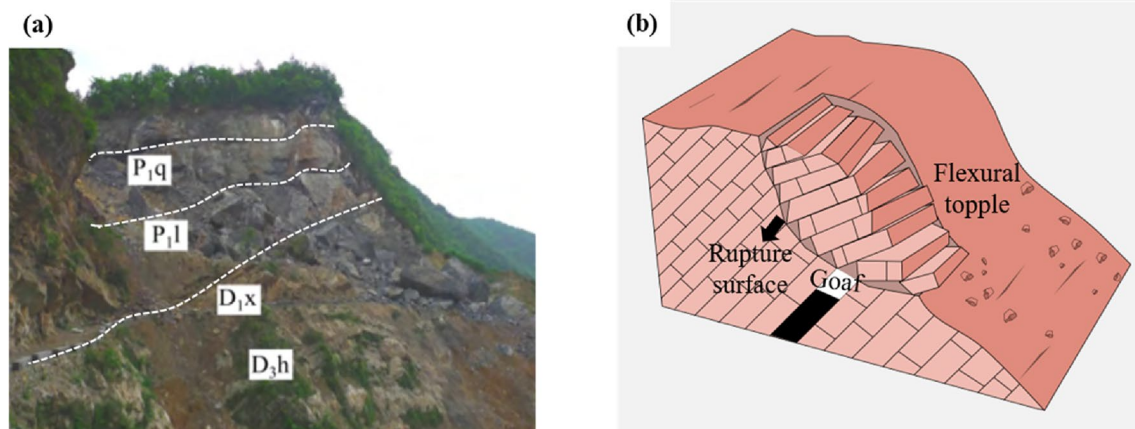 (a)
P₁q
P₁l
D₁x
D₃h
(b)
Flexural
topple
Rupture
surface
Goaf